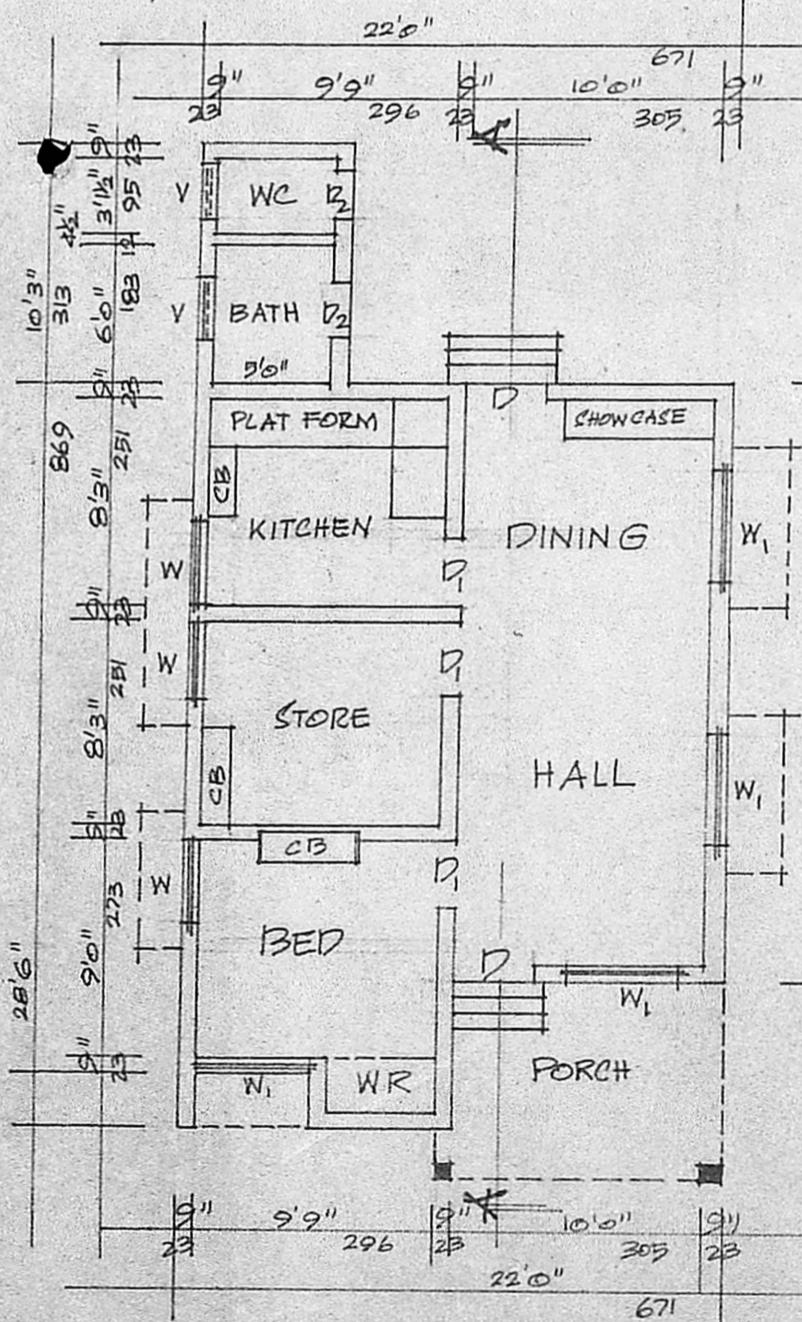 22'0"
671
9" 9'9" 9" 10'0" 9"
23 296 23 305 23
9"
23
V WC D2
3'1½"
95
4½"
12
10'3"
313
6'0"
183
V BATH D2
5'0"
9"
23
PLAT FORM
D
SHOWCASE
869
251
8'3"
CB
KITCHEN
DINING
W1
W
D1
9"
23
W
D1
251
STORE
8'3"
CB
HALL
W1
9"
23
CB
W
D1
273
BED
9'0"
28'6"
D
W1
9"
23
W1
WR
PORCH
A
A
9" 9'9" 9" 10'0" 9"
23 296 23 305 23
22'0"
671